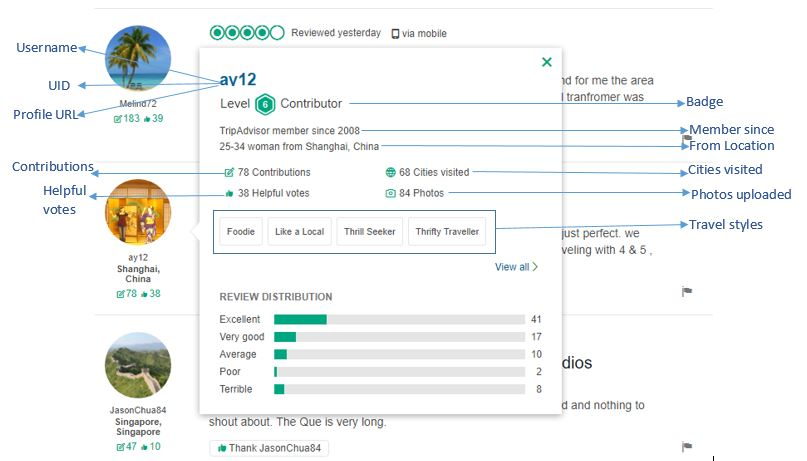 Reviewed yesterday via mobile
Username
UID
Profile URL
Melind72
183 39
ay12
Level 6 Contributor
TripAdvisor member since 2008
25-34 woman from Shanghai, China
78 Contributions 68 Cities visited
38 Helpful votes 84 Photos
Foodie Like a Local Thrill Seeker Thrifty Traveller
View all
REVIEW DISTRIBUTION
Excellent 41
Very good 17
Average 10
Poor 2
Terrible 8
Badge
Member since
From Location
Cities visited
Photos uploaded
Travel styles
Contributions
Helpful
votes
nd for me the area
l tranfromer was
ay12
Shanghai,
China
78 38
just perfect. we
veling with 4 & 5 ,
dios
JasonChua84
Singapore,
Singapore
47 10
d and nothing to
shout about. The Que is very long.
Thank JasonChua84